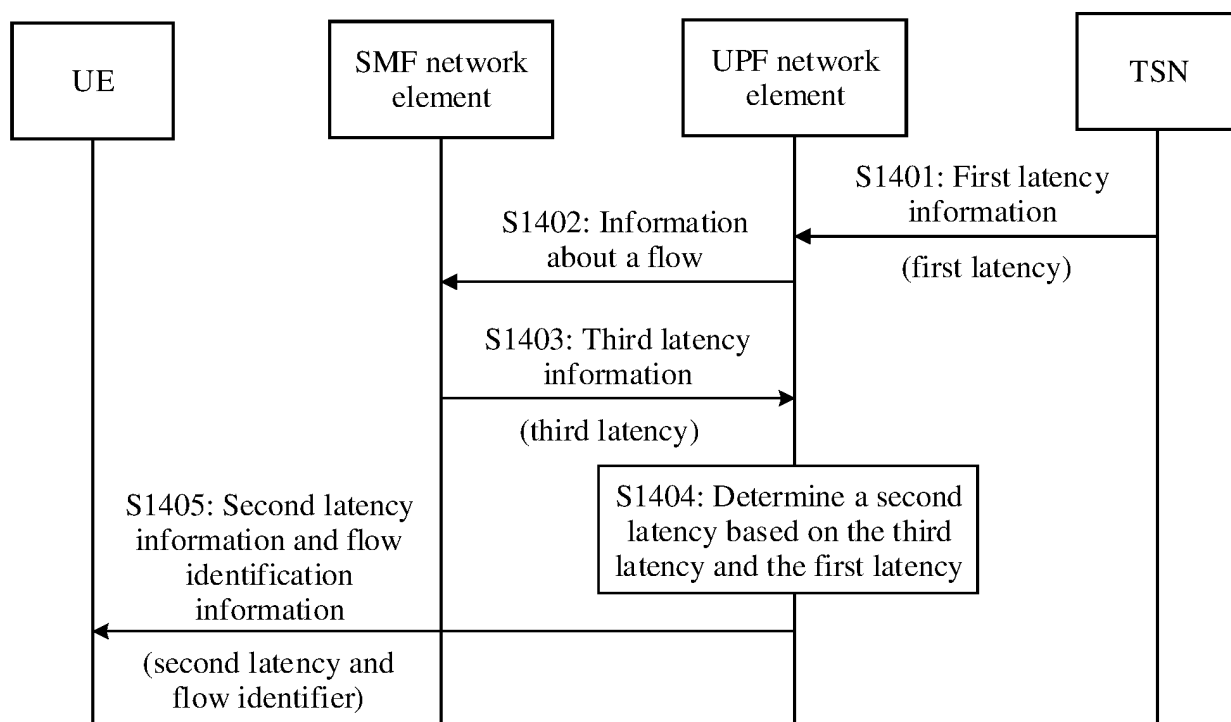 UE
SMF network
element
UPF network
element
TSN
S1401: First latency
information
(first latency)
S1402: Information
about a flow
S1403: Third latency
information
(third latency)
S1404: Determine a second
latency based on the third
latency and the first latency
S1405: Second latency
information and flow
identification
information
(second latency and
flow identifier)